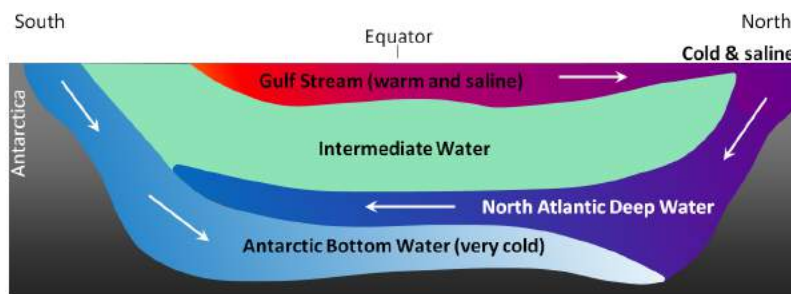 South
North
Equator
Cold & saline
Gulf Stream (warm and saline)
Antarctica
Intermediate Water
North Atlantic Deep Water
Antarctic Bottom Water (very cold)